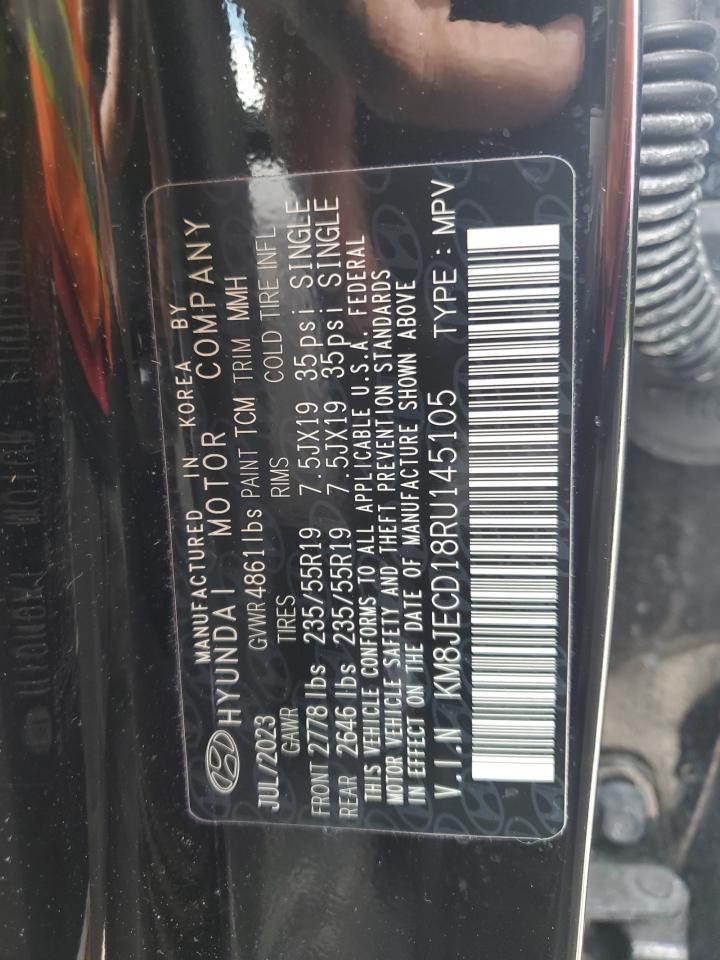 MANUFACTURED IN KOREA BY
HYUNDAI MOTOR COMPANY
JUL/2023 GVWR 4861lbs PAINT TCM TRIM MMH
GAWR TIRES RIMS COLD TIRE INFL
FRONT 2778 lbs 235/55R19 7.5JX19 35psi SINGLE
REAR 2646 lbs 235/55R19 7.5JX19 35psi SINGLE
THIS VEHICLE CONFORMS TO ALL APPLICABLE U.S.A. FEDERAL
MOTOR VEHICLE SAFETY AND THEFT PREVENTION STANDARDS
IN EFFECT ON THE DATE OF MANUFACTURE SHOWN ABOVE
V.I.N KM8JECD18RU145105 TYPE : MPV